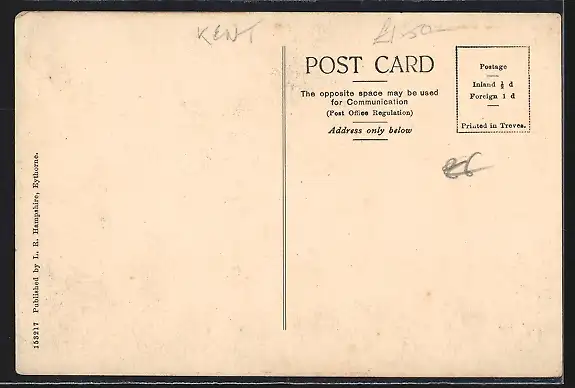 KENT
£1.50
POST CARD
The opposite space may be used
for Communication
(Post Office Regulation)
Address only below
Postage
Inland ½ d
Foreign 1 d
Printed in Treves.
153217 Published by L. R. Hampshire, Eythorne.